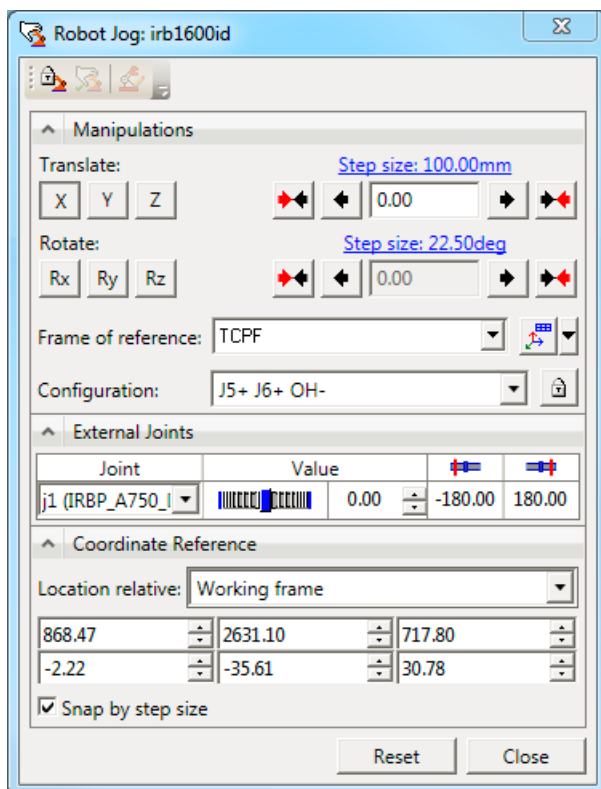 Robot Jog: irb1600id
Manipulations
Translate: Step size: 100.00mm
X Y Z 0.00
Rotate: Step size: 22.50deg
Rx Ry Rz 0.00
Frame of reference: TCPF
Configuration: J5+ J6+ OH-
External Joints
Joint Value
j1 (IRBP_A750_ 0.00 -180.00 180.00
Coordinate Reference
Location relative: Working frame
868.47 2631.10 717.80
-2.22 -35.61 30.78
Snap by step size
Reset Close